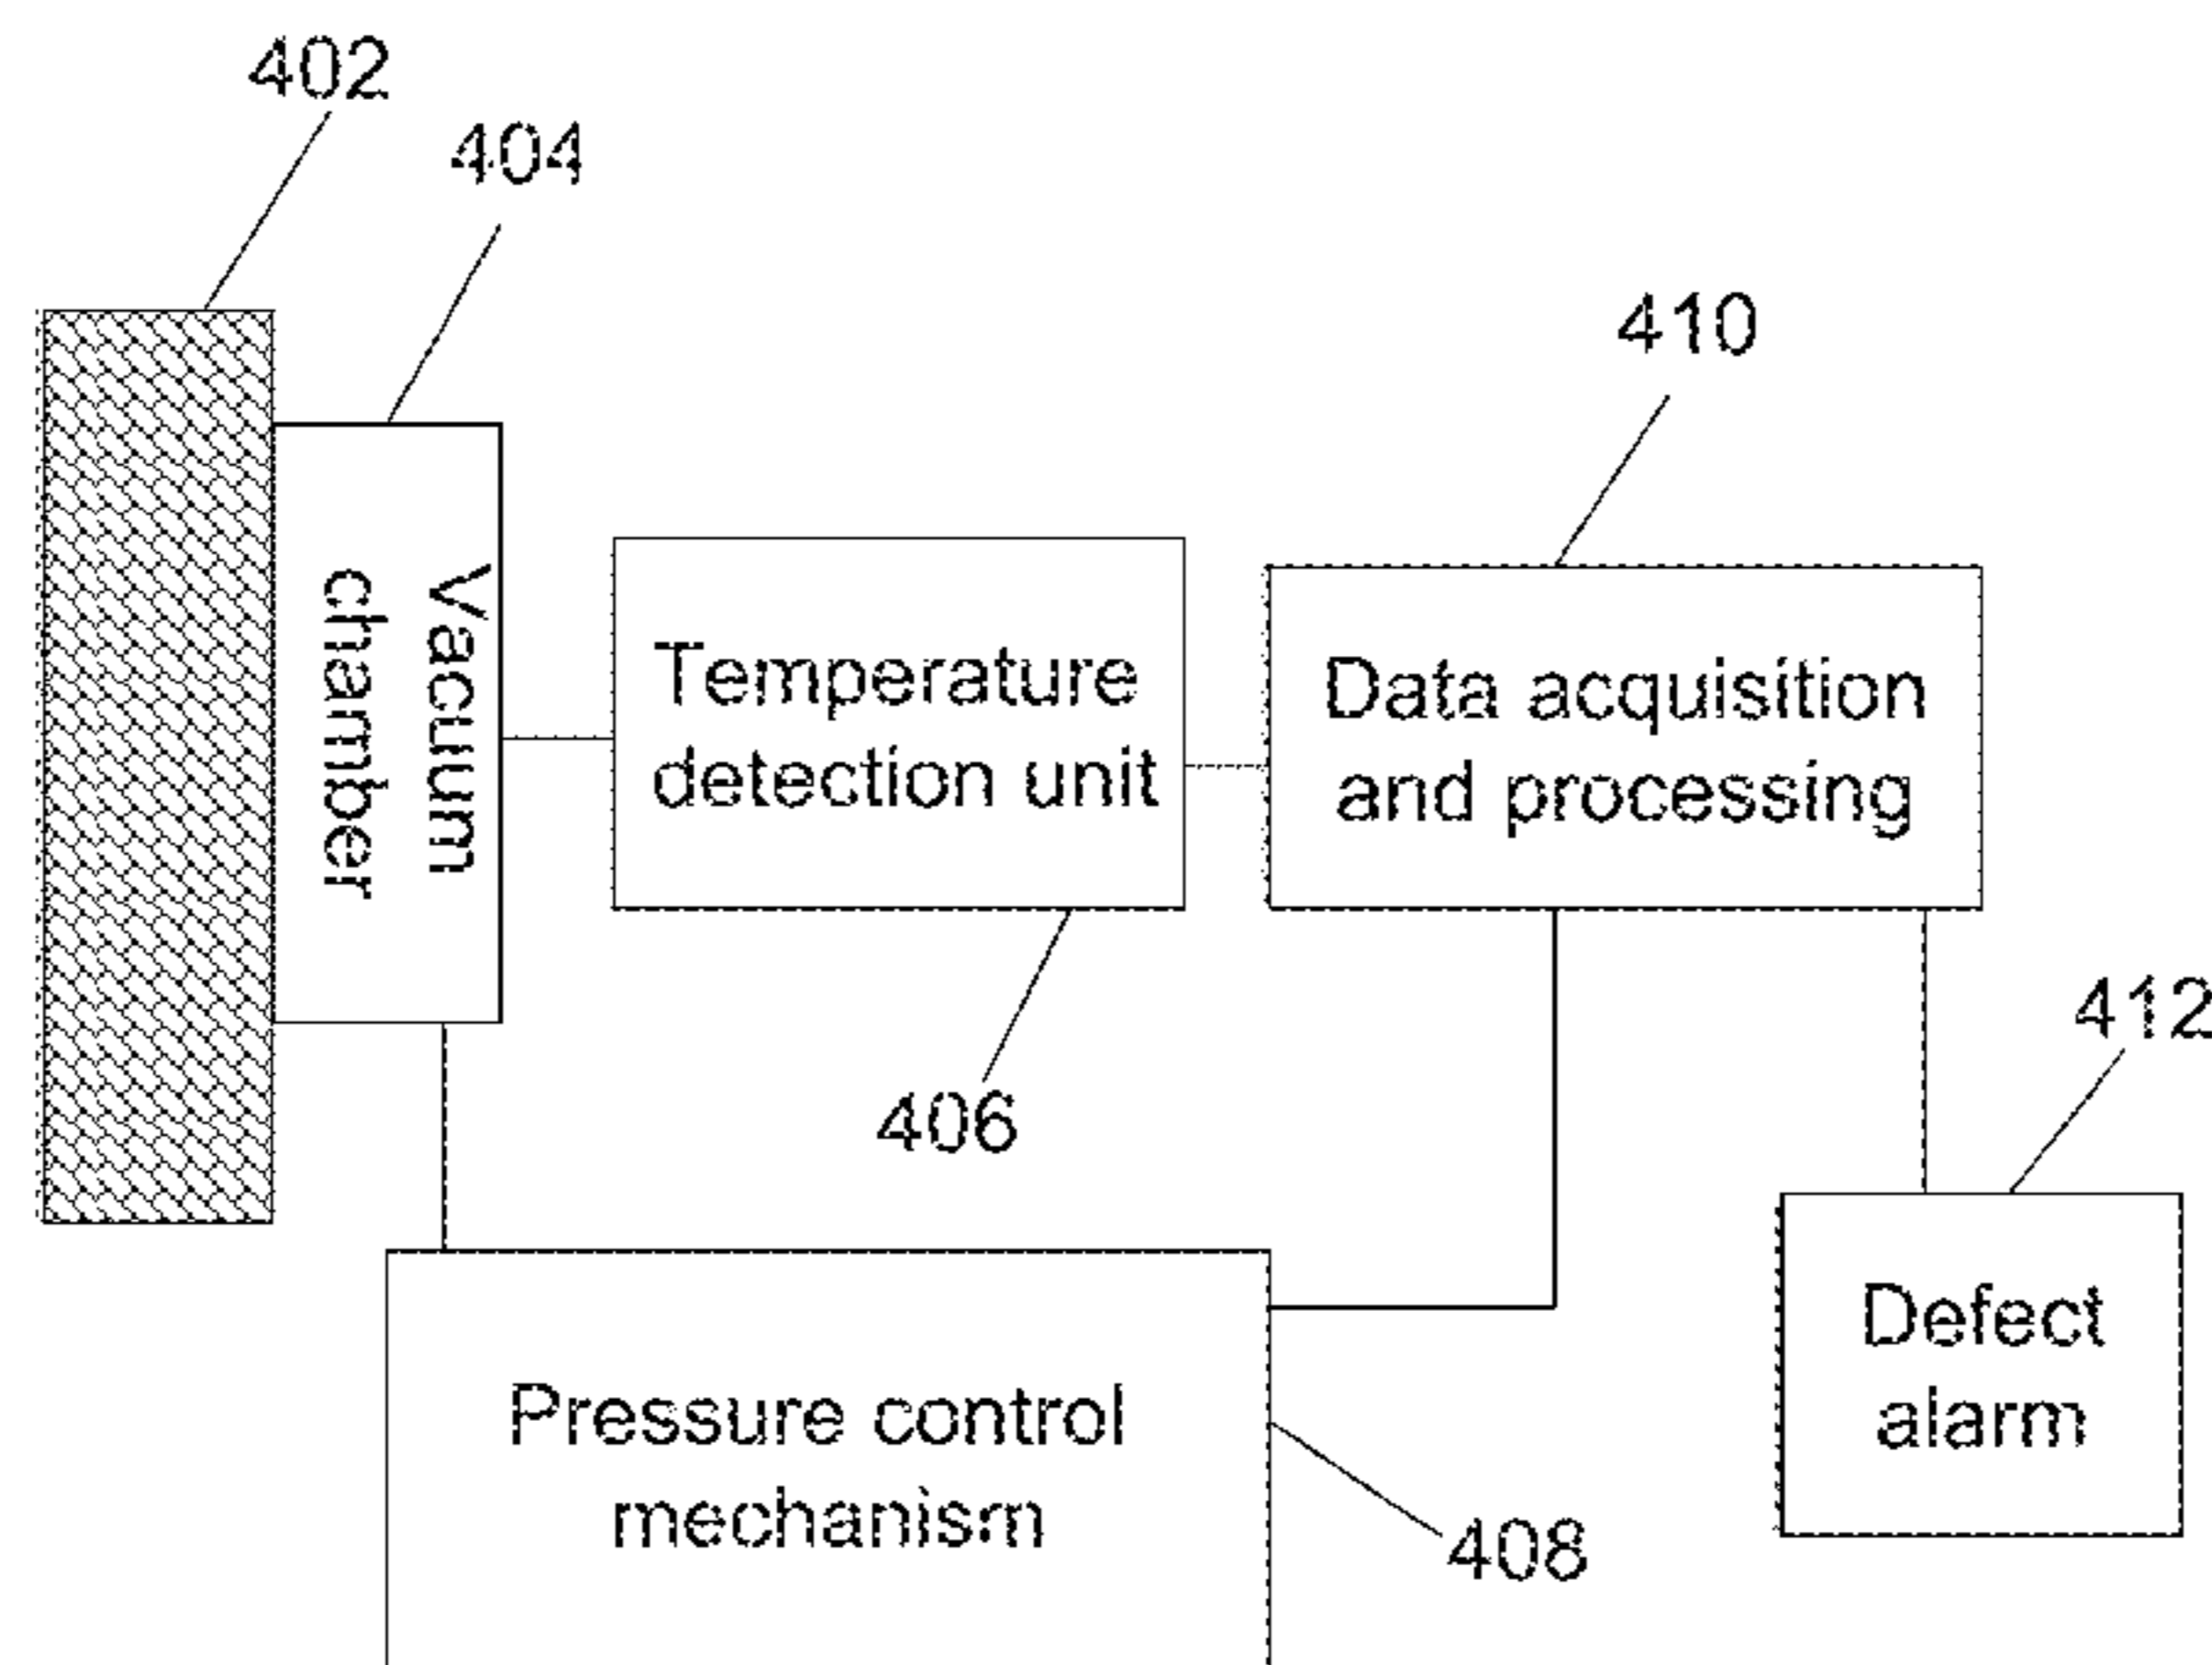 402
404
410
Vacuum
chamber
Temperature
detection unit
Data acquisition
and processing
412
406
Defect
alarm
Pressure control
mechanism
408